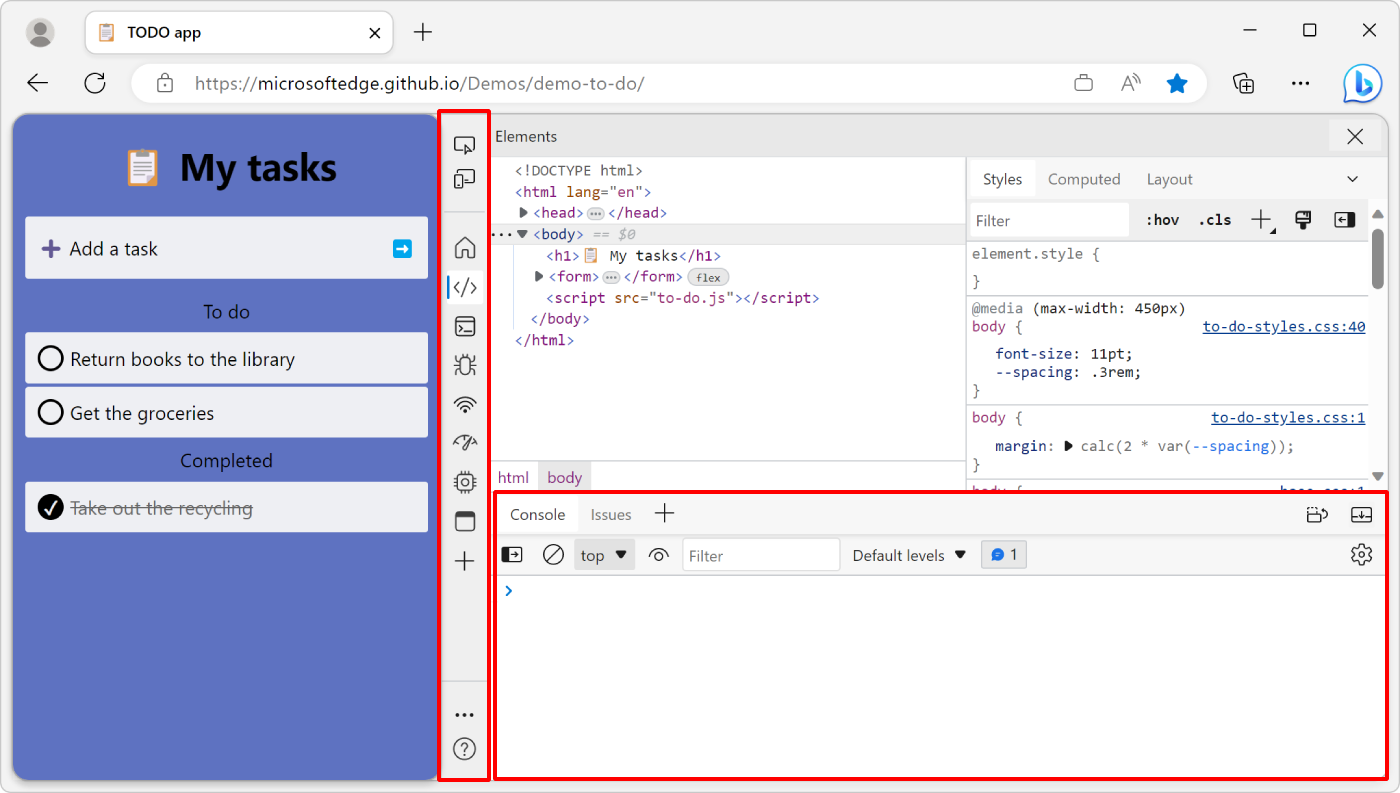 TODO app
https://microsoftedge.github.io/Demos/demo-to-do/
My tasks
Add a task
To do
Return books to the library
Get the groceries
Completed
Take out the recycling
Elements
<!DOCTYPE html>
<html lang="en">
<head> ⋯ </head>
<body> == $0
<h1>📋 My tasks</h1>
<form> ⋯ </form> flex
<script src="to-do.js"></script>
</body>
</html>
html body
Styles Computed Layout
Filter :hov .cls
element.style {
}
@media (max-width: 450px)
body { to-do-styles.css:40
font-size: 11pt;
--spacing: .3rem;
}
body { to-do-styles.css:1
margin: calc(2 * var(--spacing));
}
body { base.css:1
Console Issues
top Filter Default levels 1